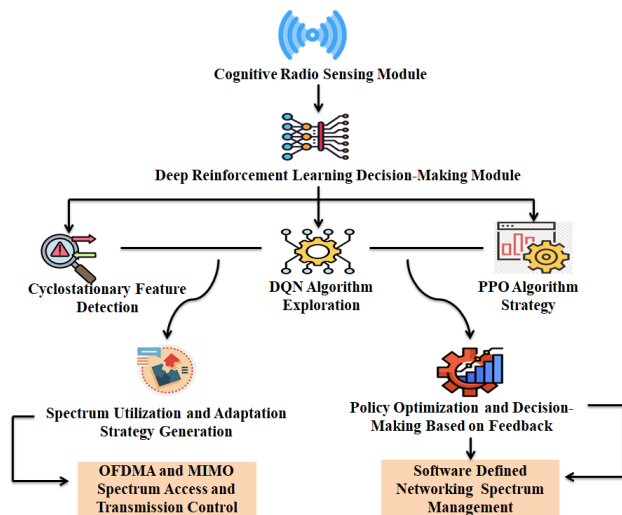 Cognitive Radio Sensing Module
Deep Reinforcement Learning Decision-Making Module
Cyclostationary Feature
Detection
DQN Algorithm
Exploration
PPO Algorithm
Strategy
Spectrum Utilization and Adaptation
Strategy Generation
Policy Optimization and Decision-
Making Based on Feedback
OFDMA and MIMO
Spectrum Access and
Transmission Control
Software Defined
Networking Spectrum
Management